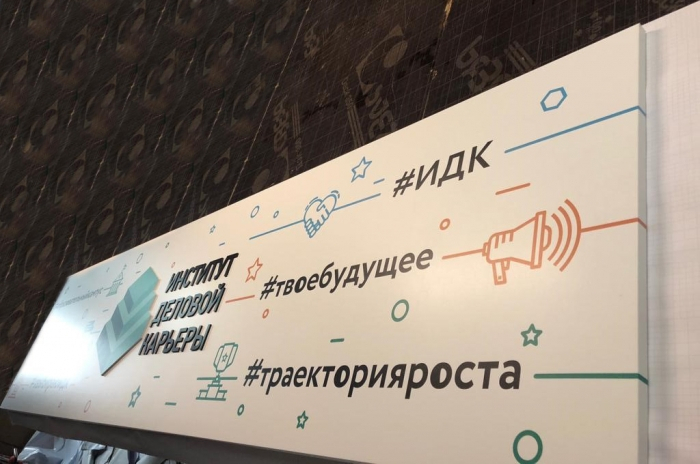 ИНСТИТУТ
ДЕЛОВОЙ
КАРЬЕРЫ
#ИДК
#твоебудущее
#траекторияроста